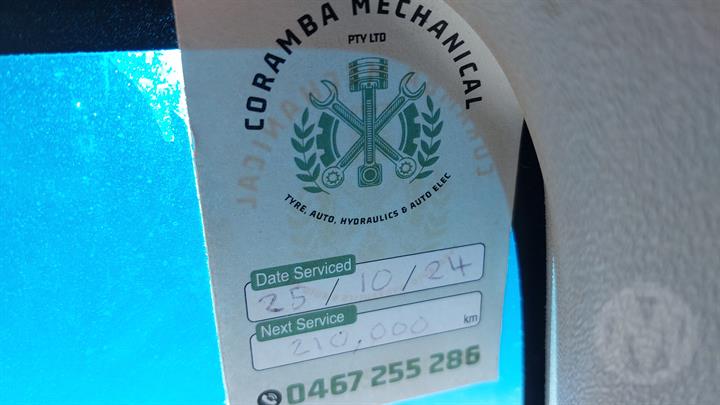 CORAMBA MECHANICAL
PTY LTD
TYRE, AUTO, HYDRAULICS & AUTO ELEC
Date Serviced
25 / 10 / 24
Next Service
210,000 km
0467 255 286